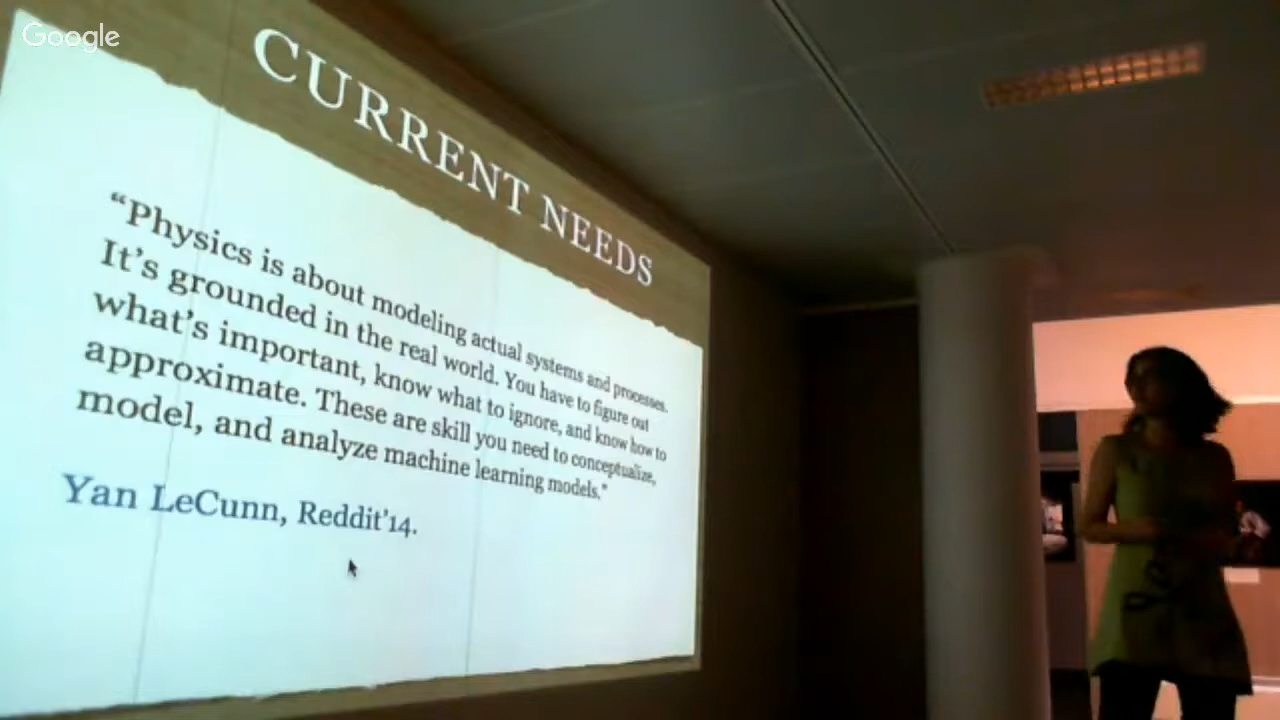 Google
CURRENT NEEDS
“Physics is about modeling actual systems and processes.
It’s grounded in the real world. You have to figure out
what’s important, know what to ignore, and know how to
approximate. These are skill you need to conceptualize,
model, and analyze machine learning models.”
Yan LeCunn, Reddit’14.